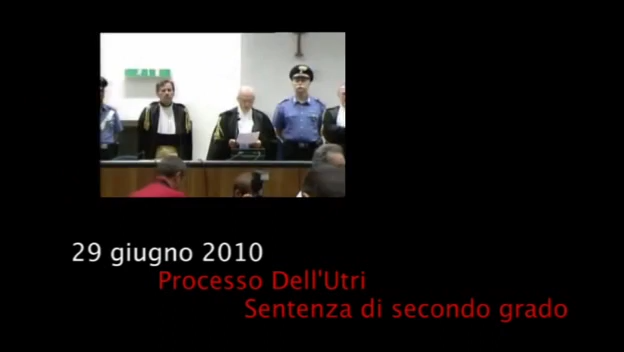 29 giugno 2010
Processo Dell'Utri
Sentenza di secondo grado